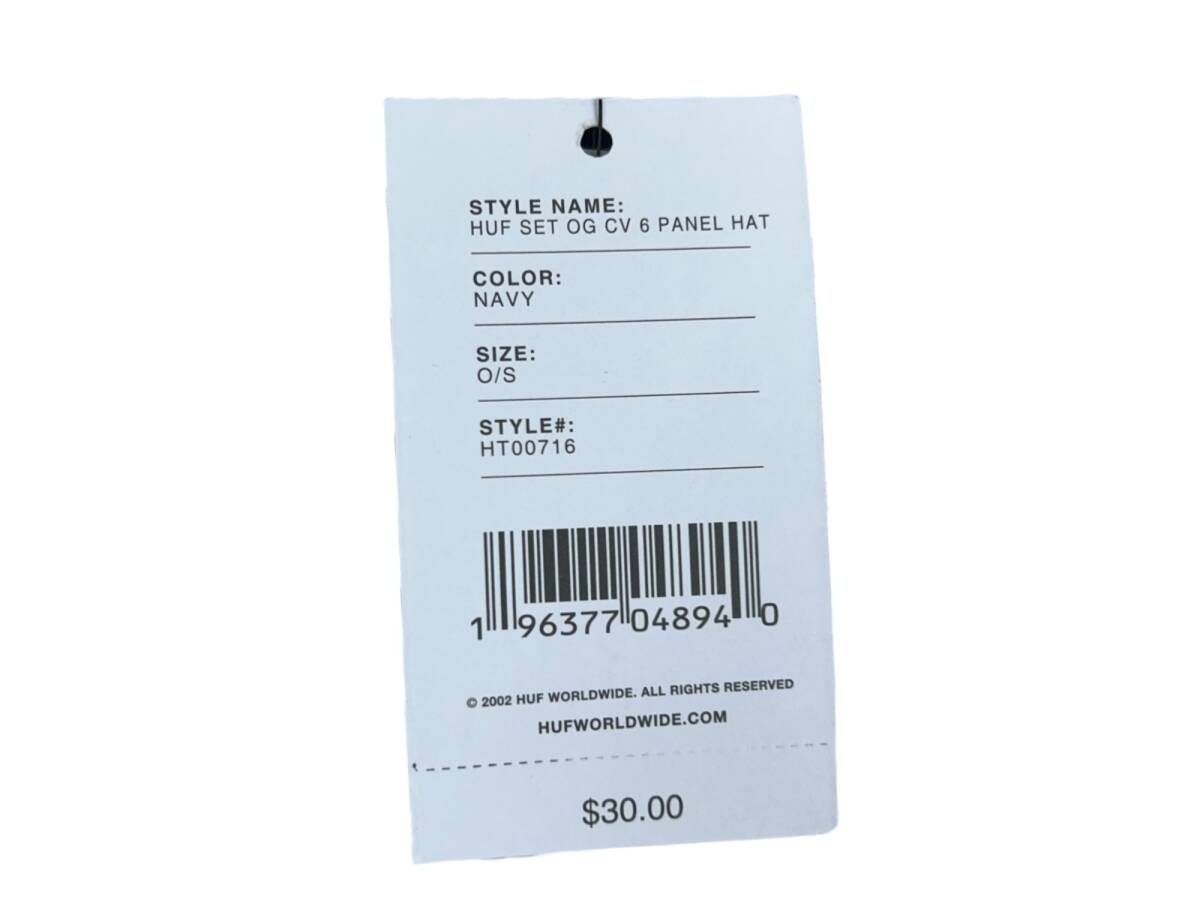 STYLE NAME:
HUF SET OG CV 6 PANEL HAT
COLOR:
NAVY
SIZE:
O/S
STYLE#:
HT00716
1 96377 04894 0
© 2002 HUF WORLDWIDE. ALL RIGHTS RESERVED
HUFWORLDWIDE.COM
$30.00